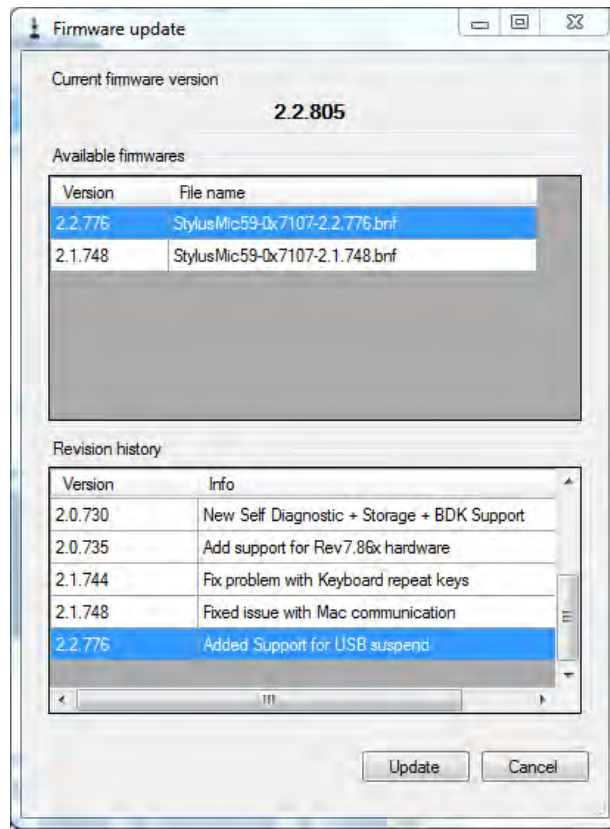 Firmware update
Current firmware version
2.2.805
Available firmwares
Version File name
2.2.776 StylusMic59-0x7107-2.2.776.bnf
2.1.748 StylusMic59-0x7107-2.1.748.bnf
Revision history
Version Info
2.0.730 New Self Diagnostic + Storage + BDK Support
2.0.735 Add support for Rev7.86x hardware
2.1.744 Fix problem with Keyboard repeat keys
2.1.748 Fixed issue with Mac communication
2.2.776 Added Support for USB suspend
Update Cancel